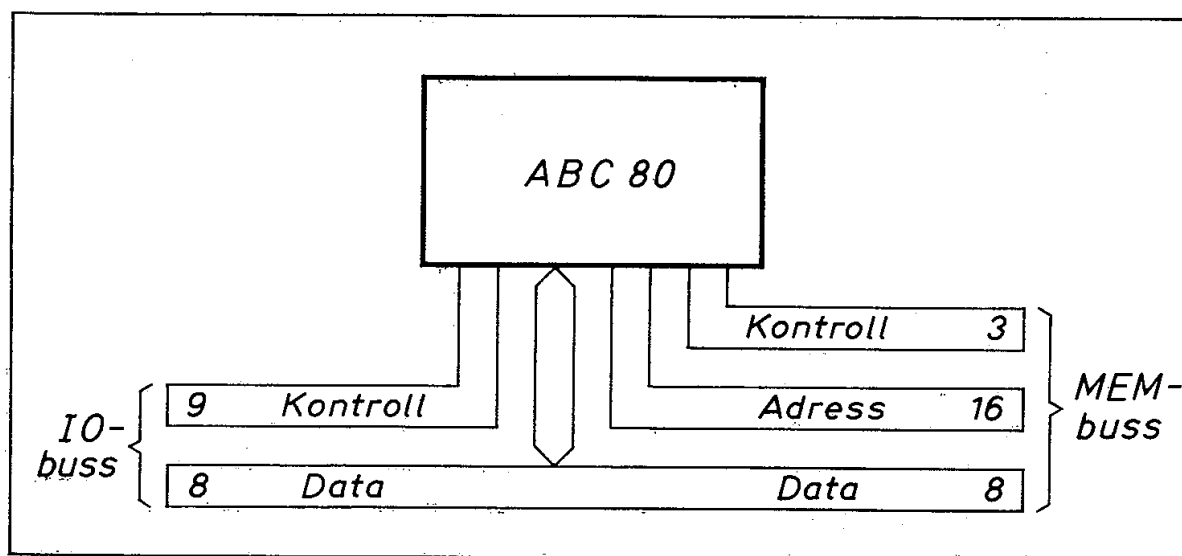 ABC 80
Kontroll 3
9 Kontroll
Adress 16
IO-
buss
MEM-
buss
8 Data
Data 8